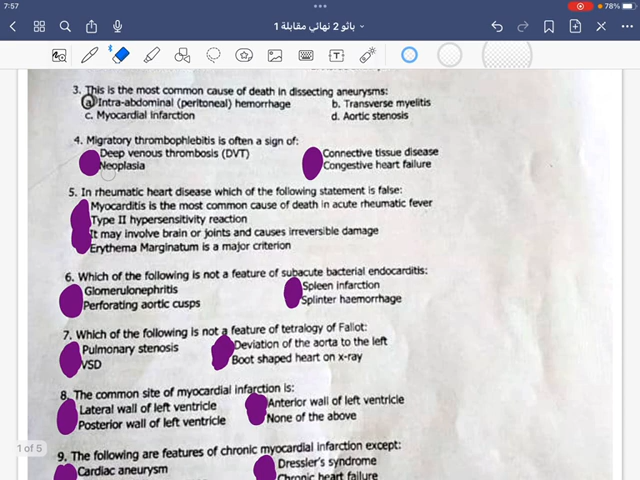 7:57
78%
باثو 2 نهائي مقابلة 1
3. This is the most common cause of death in dissecting aneurysms:
a Intra-abdominal (peritoneal) hemorrhage b. Transverse myelitis
c. Myocardial infarction d. Aortic stenosis
4. Migratory thrombophlebitis is often a sign of:
Deep venous thrombosis (DVT) Connective tissue disease
Neoplasia Congestive heart failure
5. In rheumatic heart disease which of the following statement is false:
Myocarditis is the most common cause of death in acute rheumatic fever
Type II hypersensitivity reaction
It may involve brain or joints and causes irreversible damage
Erythema Marginatum is a major criterion
6. Which of the following is not a feature of subacute bacterial endocarditis:
Glomerulonephritis Spleen infarction
Perforating aortic cusps Splinter haemorrhage
7. Which of the following is not a feature of tetralogy of Fallot:
Pulmonary stenosis Deviation of the aorta to the left
VSD Boot shaped heart on x-ray
8. The common site of myocardial infarction is:
Lateral wall of left ventricle Anterior wall of left ventricle
Posterior wall of left ventricle None of the above
1 of 5
9. The following are features of chronic myocardial infarction except:
Cardiac aneurysm Dressler's syndrome
Chronic heart failure